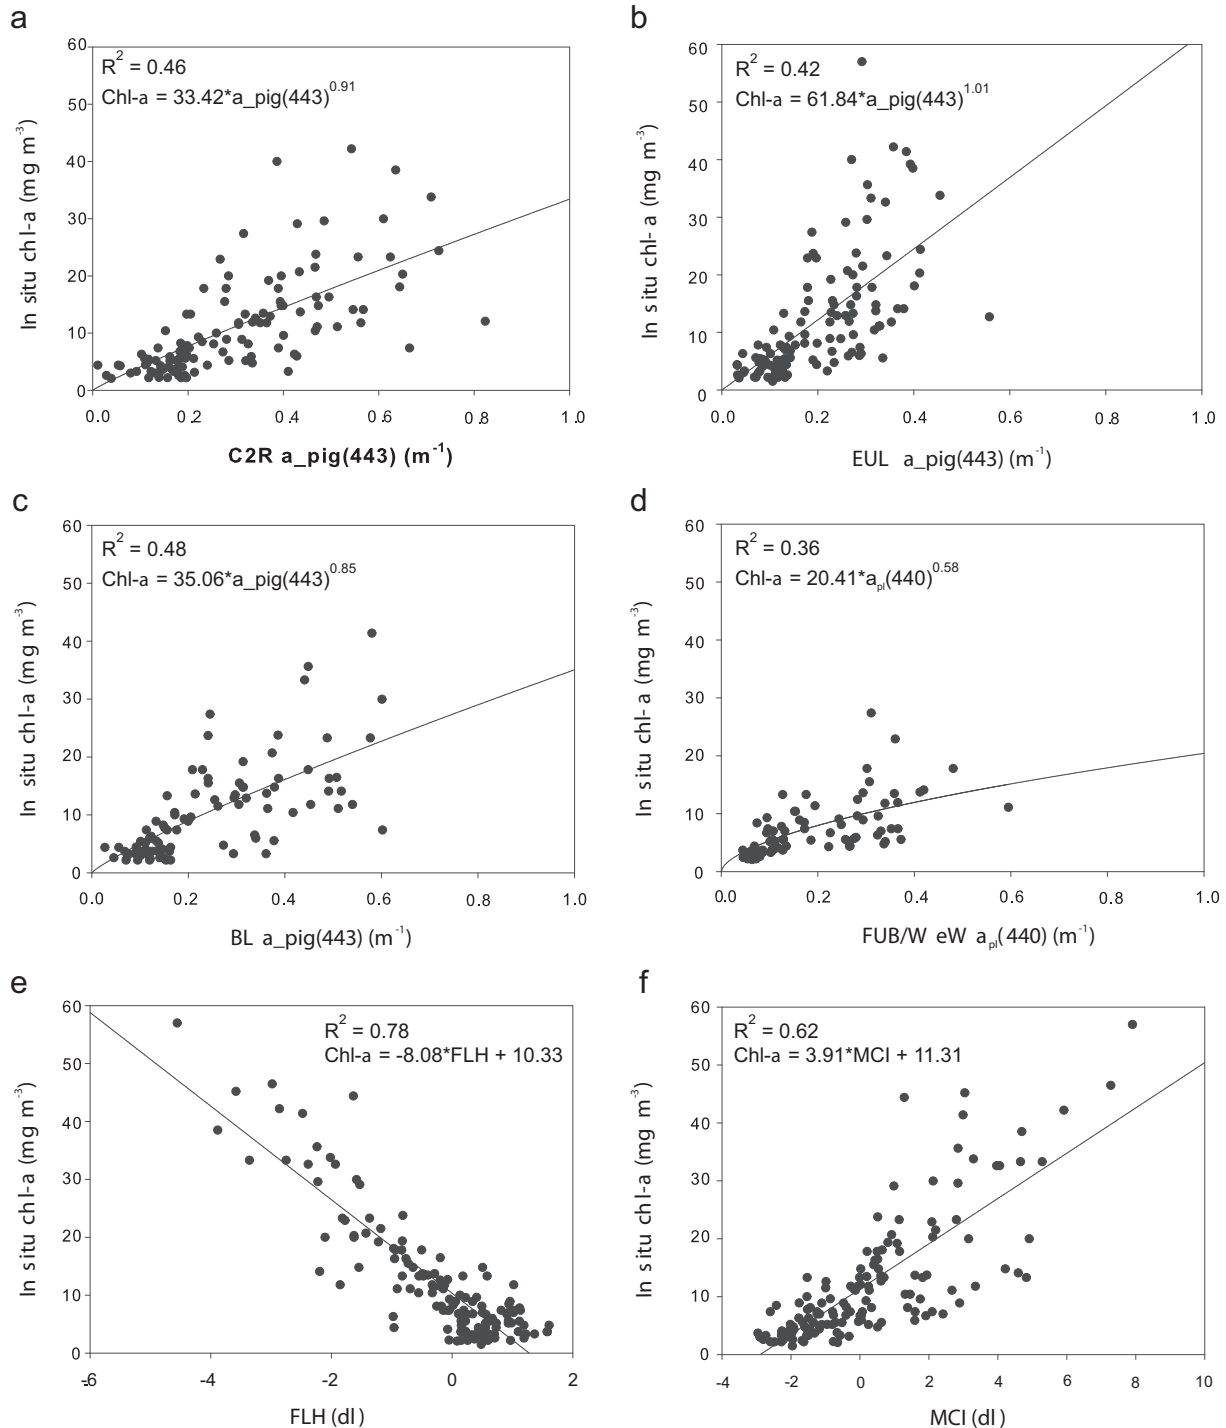 a
R² = 0.46
Chl-a = 33.42*a_pig(443)^0.91
In situ chl-a (mg m⁻³)
60
50
40
30
20
10
0
0.0 0.2 0.4 0.6 0.8 1.0
C2R a_pig(443) (m⁻¹)
b
R² = 0.42
Chl-a = 61.84*a_pig(443)^1.01
In situ chl-a (mg m⁻³)
60
50
40
30
20
10
0
0.0 0.2 0.4 0.6 0.8 1.0
EUL a_pig(443) (m⁻¹)
c
R² = 0.48
Chl-a = 35.06*a_pig(443)^0.85
In situ chl-a (mg m⁻³)
60
50
40
30
20
10
0
0.0 0.2 0.4 0.6 0.8 1.0
BL a_pig(443) (m⁻¹)
d
R² = 0.36
Chl-a = 20.41*a_pl(440)^0.58
In situ chl-a (mg m⁻³)
60
50
40
30
20
10
0
0.0 0.2 0.4 0.6 0.8 1.0
FUB/W eW a_pl(440) (m⁻¹)
e
R² = 0.78
Chl-a = -8.08*FLH + 10.33
In situ chl-a (mg m⁻³)
60
50
40
30
20
10
0
-6 -4 -2 0 2
FLH (dl)
f
R² = 0.62
Chl-a = 3.91*MCI + 11.31
In situ chl-a (mg m⁻³)
60
50
40
30
20
10
0
-4 -2 0 2 4 6 8 10
MCI (dl)